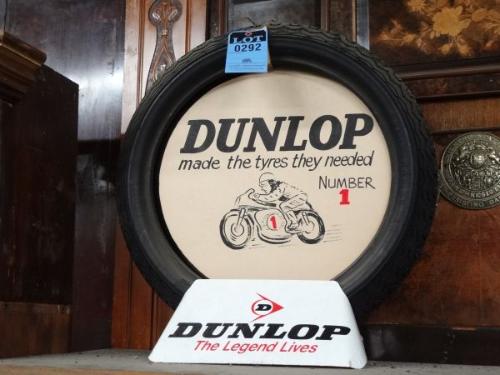 LOT
0292
DUNLOP
made the tyres they needed
NUMBER
1
1
D
DUNLOP
The Legend Lives